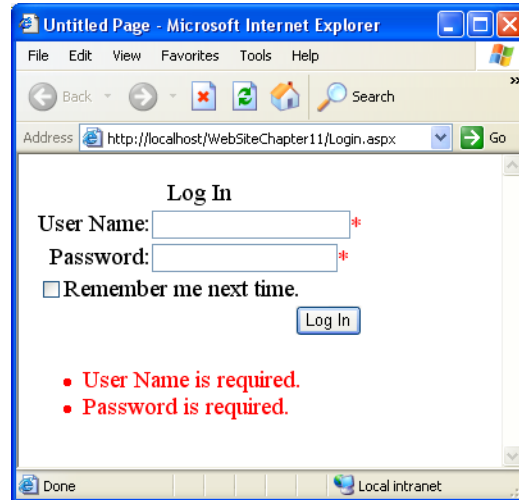 Untitled Page - Microsoft Internet Explorer
File Edit View Favorites Tools Help
Back Search »
Address http://localhost/WebSiteChapter11/Login.aspx Go
Log In
User Name: *
Password: *
Remember me next time.
Log In
• User Name is required.
• Password is required.
Done Local intranet